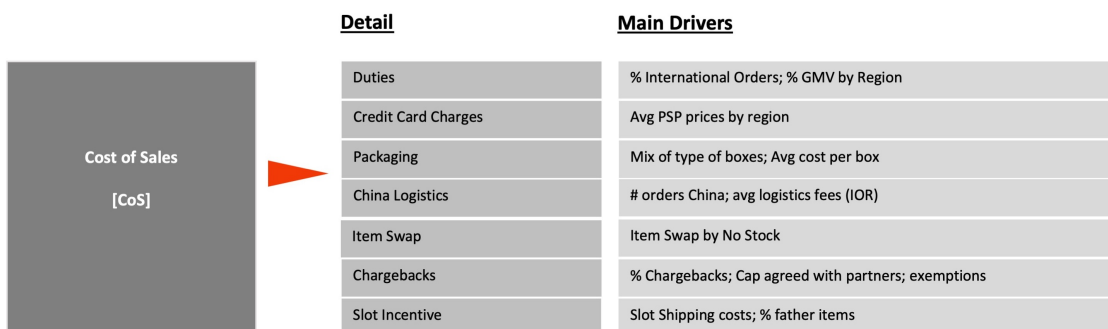 Detail
Main Drivers
Cost of Sales
[CoS]
Duties
% International Orders; % GMV by Region
Credit Card Charges
Avg PSP prices by region
Packaging
Mix of type of boxes; Avg cost per box
China Logistics
# orders China; avg logistics fees (IOR)
Item Swap
Item Swap by No Stock
Chargebacks
% Chargebacks; Cap agreed with partners; exemptions
Slot Incentive
Slot Shipping costs; % father items